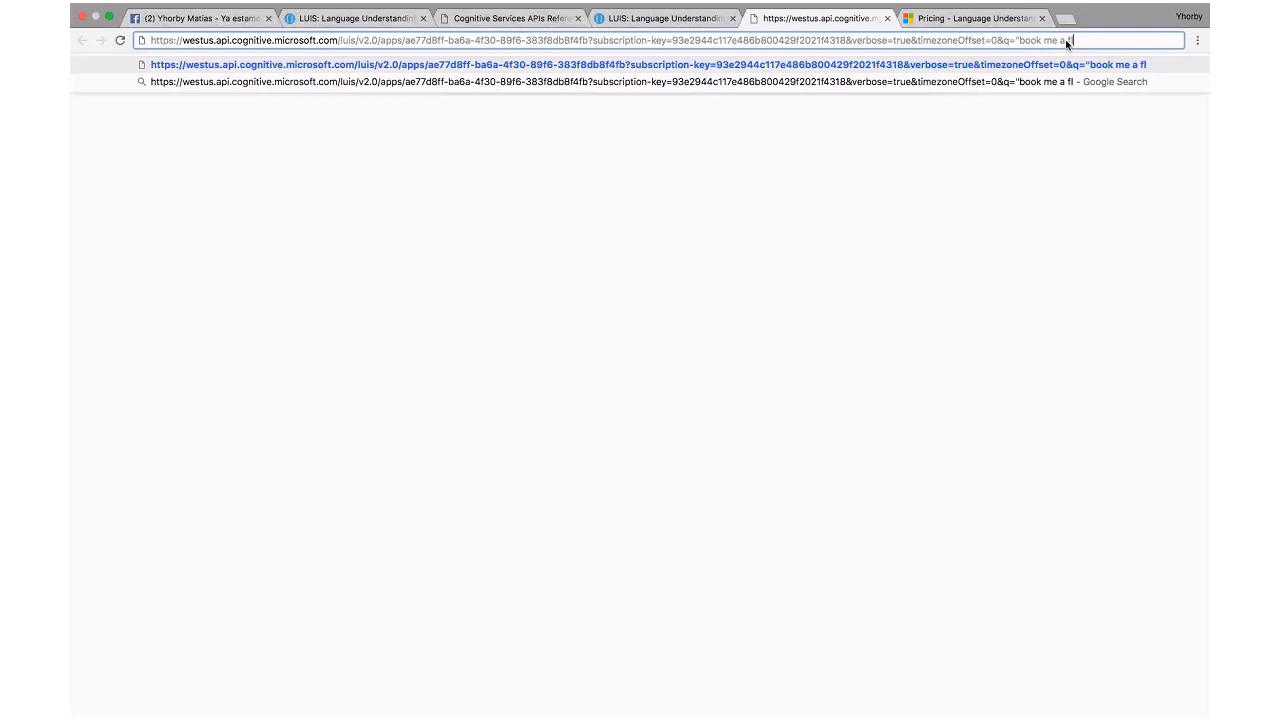 (2) Yhorby Matias - Ya estamo
LUIS: Language Understandin
Cognitive Services APIs Refere
LUIS: Language Understandin
https://westus.api.cognitive.m
Pricing - Language Understan
Yhorby
https://westus.api.cognitive.microsoft.com/luis/v2.0/apps/ae77d8ff-ba6a-4f30-89f6-383f8db8f4fb?subscription-key=93e2944c117e486b800429f2021f4318&verbose=true&timezoneOffset=0&q="book me a fl
https://westus.api.cognitive.microsoft.com/luis/v2.0/apps/ae77d8ff-ba6a-4f30-89f6-383f8db8f4fb?subscription-key=93e2944c117e486b800429f2021f4318&verbose=true&timezoneOffset=0&q="book me a fl
https://westus.api.cognitive.microsoft.com/luis/v2.0/apps/ae77d8ff-ba6a-4f30-89f6-383f8db8f4fb?subscription-key=93e2944c117e486b800429f2021f4318&verbose=true&timezoneOffset=0&q="book me a fl - Google Search